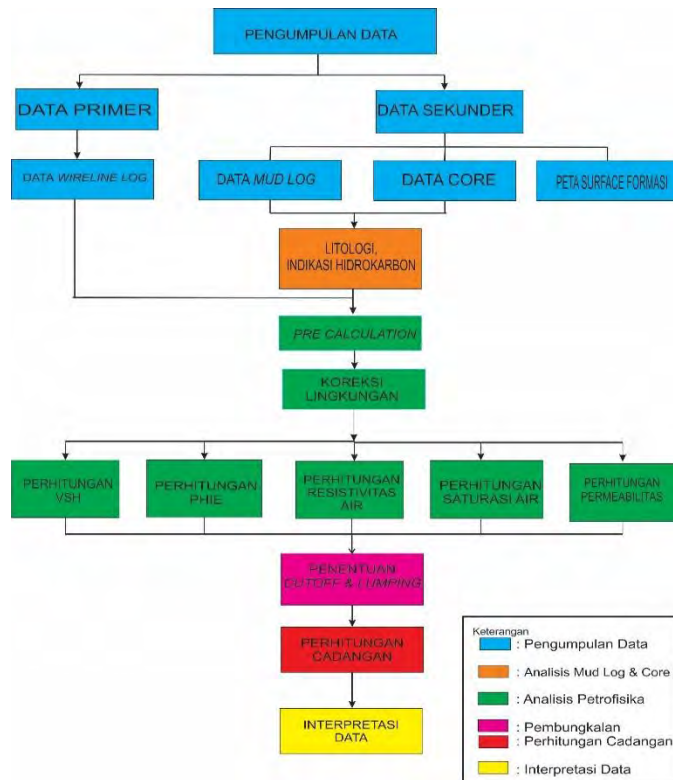 PENGUMPULAN DATA
DATA PRIMER
DATA SEKUNDER
DATA WIRELINE LOG
DATA MUD LOG
DATA CORE
PETA SURFACE FORMASI
LITOLOGI,
INDIKASI HIDROKARBON
PRE CALCULATION
KOREKSI
LINGKUNGAN
PERHITUNGAN
VSH
PERHITUNGAN
PHIE
PERHITUNGAN
RESISTIVITAS
AIR
PERHITUNGAN
SATURASI AIR
PERHITUNGAN
PERMEABILITAS
PENENTUAN
CUTOFF & LUMPING
PERHITUNGAN
CADANGAN
INTERPRETASI
DATA
Keterangan
: Pengumpulan Data
: Analisis Mud Log & Core
: Analisis Petrofisika
: Pembungkalan
: Perhitungan Cadangan
: Interpretasi Data